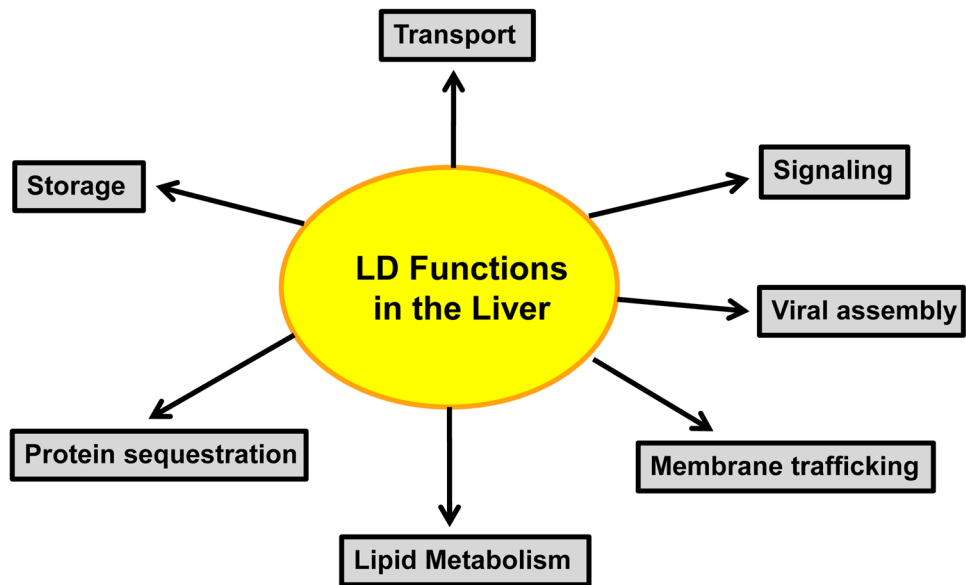 Transport
Storage
Signaling
LD Functions
in the Liver
Viral assembly
Protein sequestration
Membrane trafficking
Lipid Metabolism